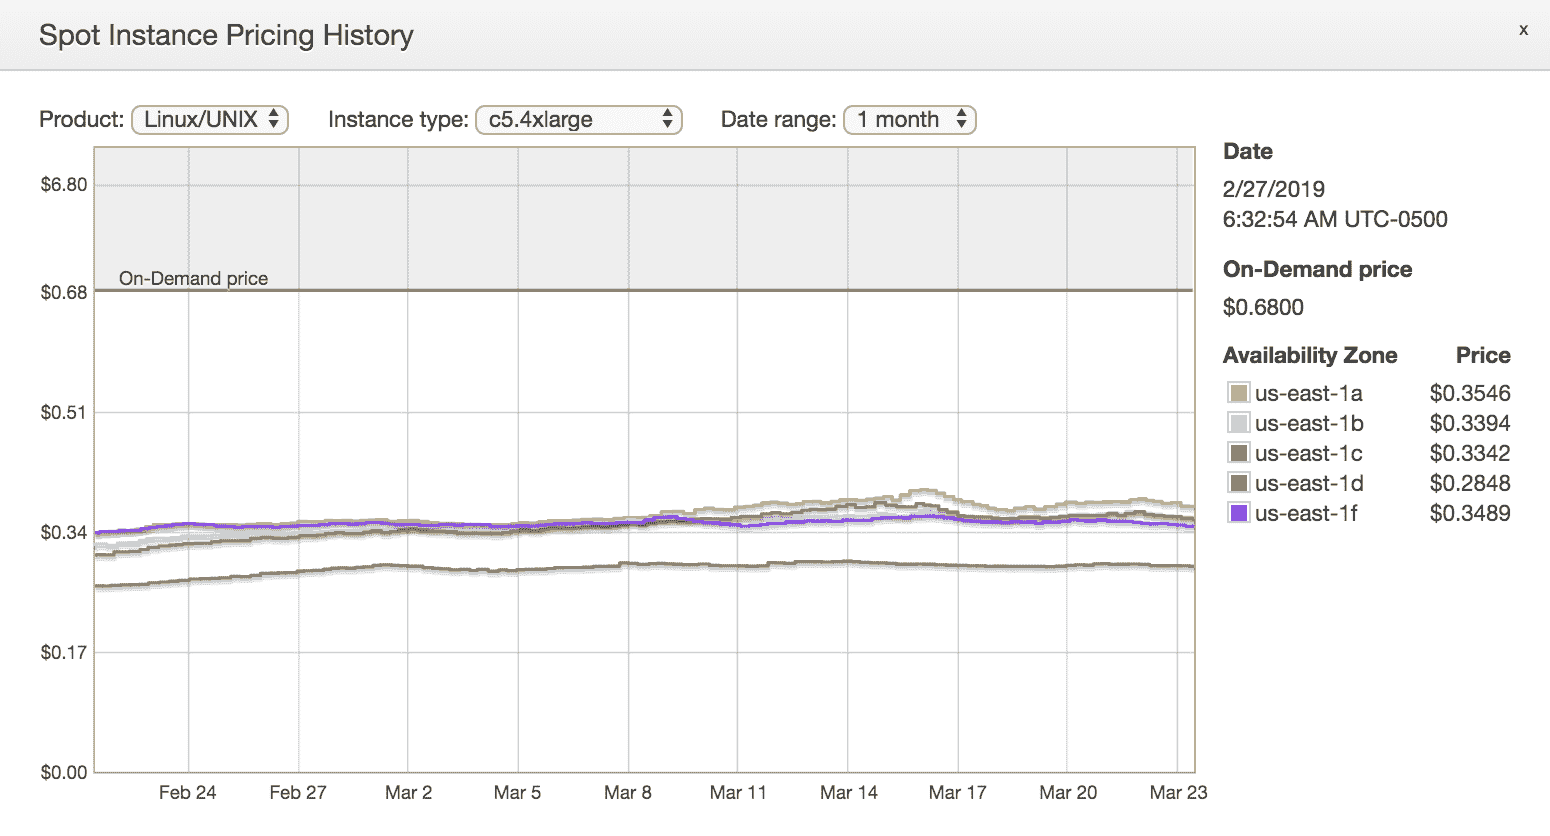 Spot Instance Pricing History
x
Product: Linux/UNIX Instance type: c5.4xlarge Date range: 1 month
$6.80
On-Demand price
$0.68
$0.51
$0.34
$0.17
$0.00
Feb 24 Feb 27 Mar 2 Mar 5 Mar 8 Mar 11 Mar 14 Mar 17 Mar 20 Mar 23
Date
2/27/2019
6:32:54 AM UTC-0500
On-Demand price
$0.6800
Availability Zone Price
us-east-1a $0.3546
us-east-1b $0.3394
us-east-1c $0.3342
us-east-1d $0.2848
us-east-1f $0.3489